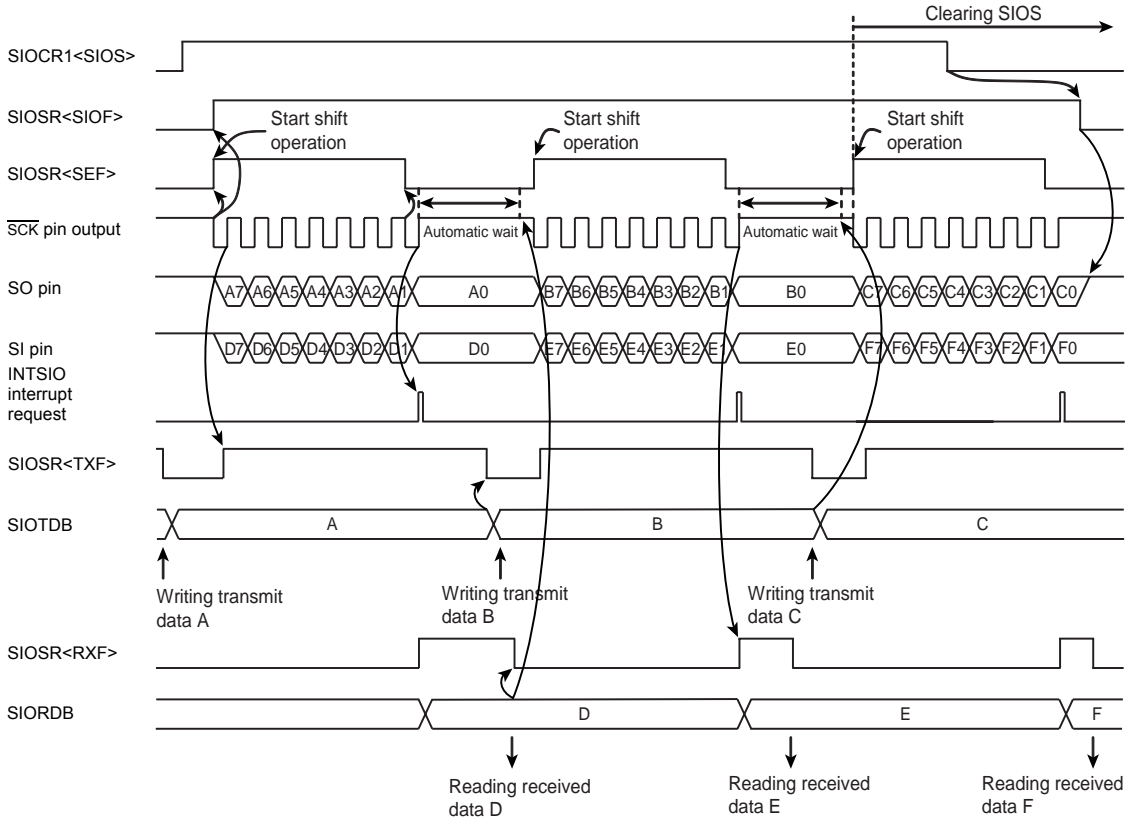 Clearing SIOS
SIOCR1<SIOS>
SIOSR<SIOF>
Start shift
operation
Start shift
operation
Start shift
operation
SIOSR<SEF>
SCK pin output
Automatic wait
Automatic wait
SO pin
A7 A6 A5 A4 A3 A2 A1 A0 B7 B6 B5 B4 B3 B2 B1 B0 C7 C6 C5 C4 C3 C2 C1 C0
SI pin
D7 D6 D5 D4 D3 D2 D1 D0 E7 E6 E5 E4 E3 E2 E1 E0 F7 F6 F5 F4 F3 F2 F1 F0
INTSIO
interrupt
request
SIOSR<TXF>
SIOTDB
A B C
Writing transmit
data A
Writing transmit
data B
Writing transmit
data C
SIOSR<RXF>
SIORDB
D E F
Reading received
data D
Reading received
data E
Reading received
data F